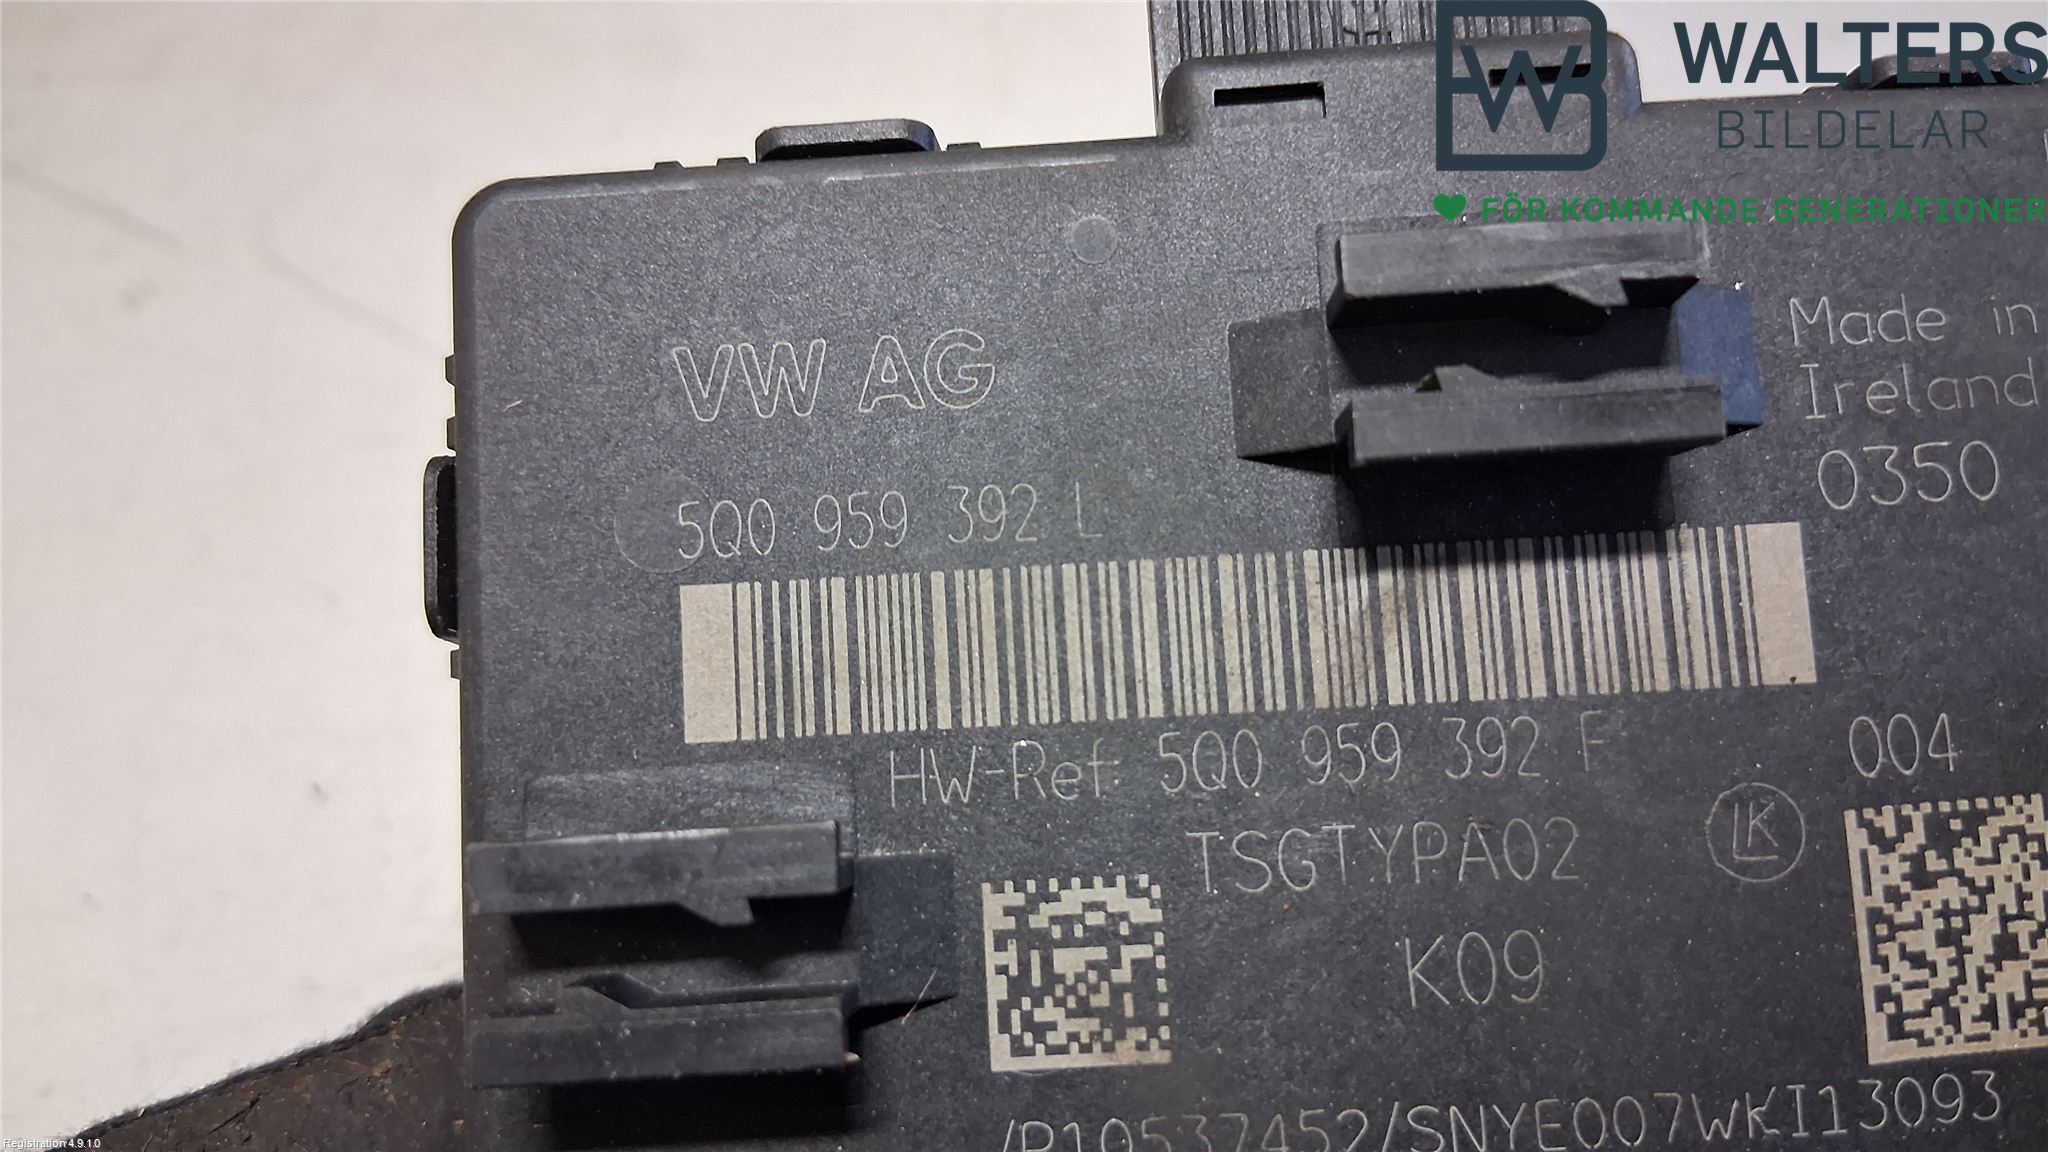 WALTERS
BILDELAR
FÖR KOMMANDE GENERATIONER
VW AG
Made in
Ireland
0350
5Q0 959 392 L
HW-Ref: 5Q0 959 392 F 004
TSGTYPA02
LK
K09
/P10537452/SNYE007WKI13093
Registration 4.9.1.0